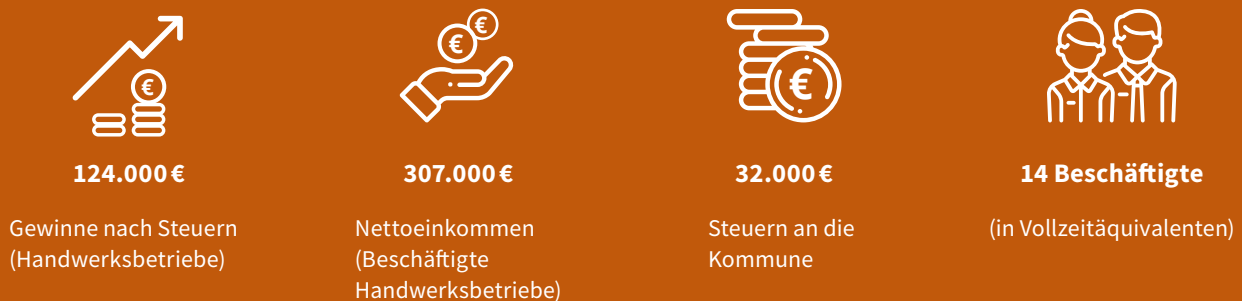 124.000 €
Gewinne nach Steuern
(Handwerksbetriebe)
307.000 €
Nettoeinkommen
(Beschäftigte
Handwerksbetriebe)
32.000 €
Steuern an die
Kommune
14 Beschäftigte
(in Vollzeitäquivalenten)